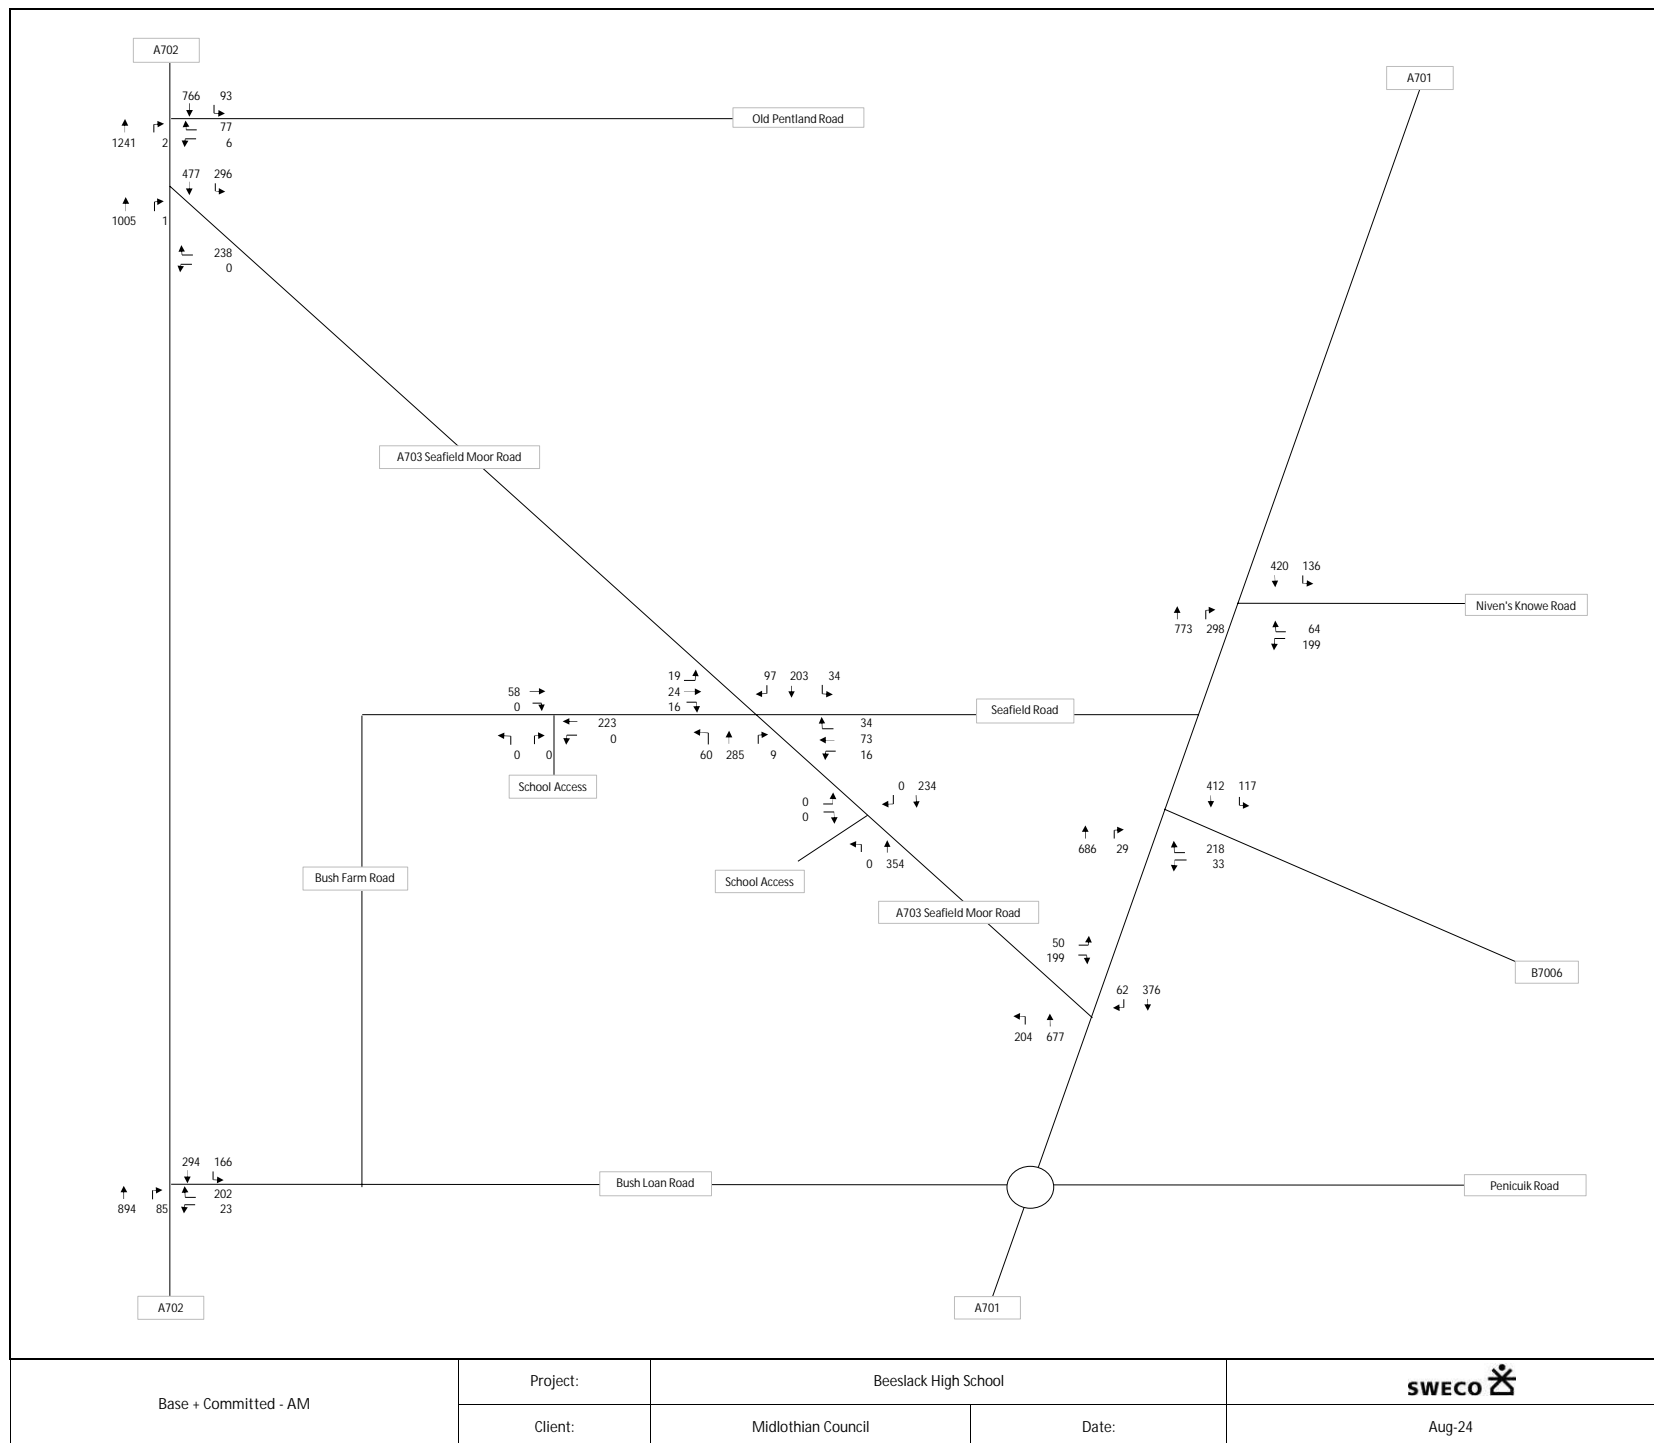 A702
A701
766 93
Old Pentland Road
77
1241 2 6
477 296
1005 1
238
0
A703 Seafield Moor Road
420 136
Niven's Knowe Road
773 298 64
199
19 97 203 34
58 24
0 16
Seafield Road
223 34
0 73
0 0 60 285 9 16
School Access
0 0 234
0
412 117
686 29 218
0 354 33
Bush Farm Road
School Access
A703 Seafield Moor Road
50
199
B7006
62 376
204 677
294 166
Bush Loan Road
Penicuik Road
202
894 85 23
A702
A701
Base + Committed - AM
Project:
Beeslack High School
SWECO
Client:
Midlothian Council
Date:
Aug-24